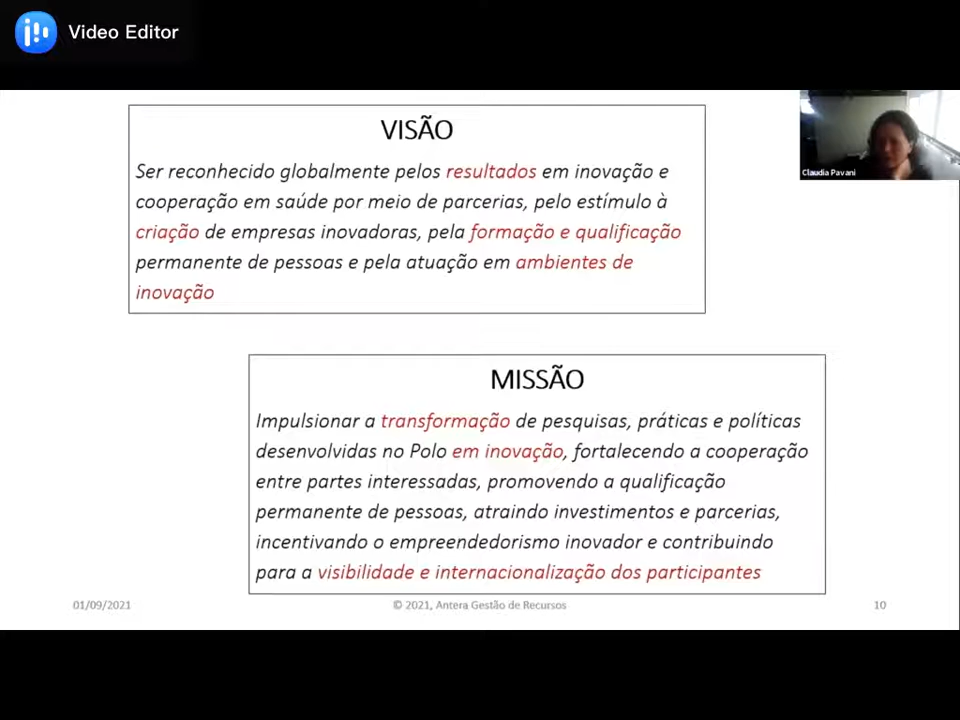 Video Editor
VISÃO
Ser reconhecido globalmente pelos resultados em inovação e
cooperação em saúde por meio de parcerias, pelo estímulo à
criação de empresas inovadoras, pela formação e qualificação
permanente de pessoas e pela atuação em ambientes de
inovação
Claudia Pavani
MISSÃO
Impulsionar a transformação de pesquisas, práticas e políticas
desenvolvidas no Polo em inovação, fortalecendo a cooperação
entre partes interessadas, promovendo a qualificação
permanente de pessoas, atraindo investimentos e parcerias,
incentivando o empreendedorismo inovador e contribuindo
para a visibilidade e internacionalização dos participantes
01/09/2021
© 2021, Antera Gestão de Recursos
10